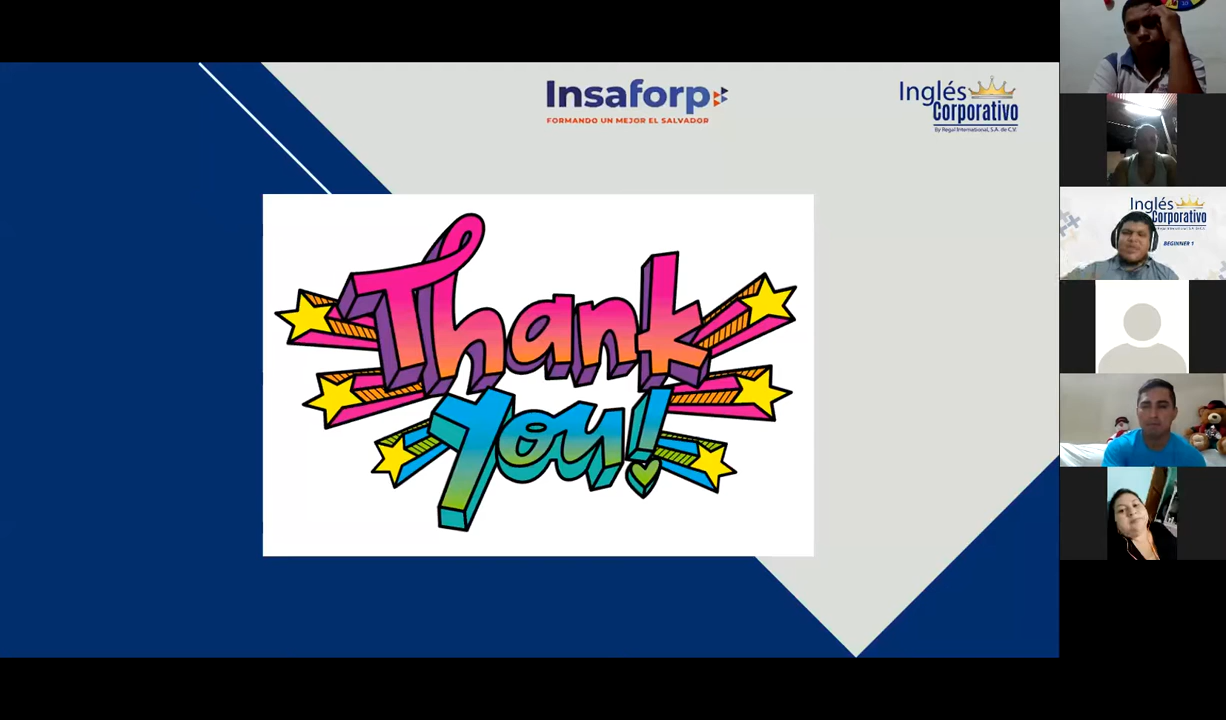 Insaforp
FORMANDO UN MEJOR EL SALVADOR
Inglés
Corporativo
By Regal International, S.A. de C.V.
Thank
You!
Inglés
Corporativo
BEGINNER 1